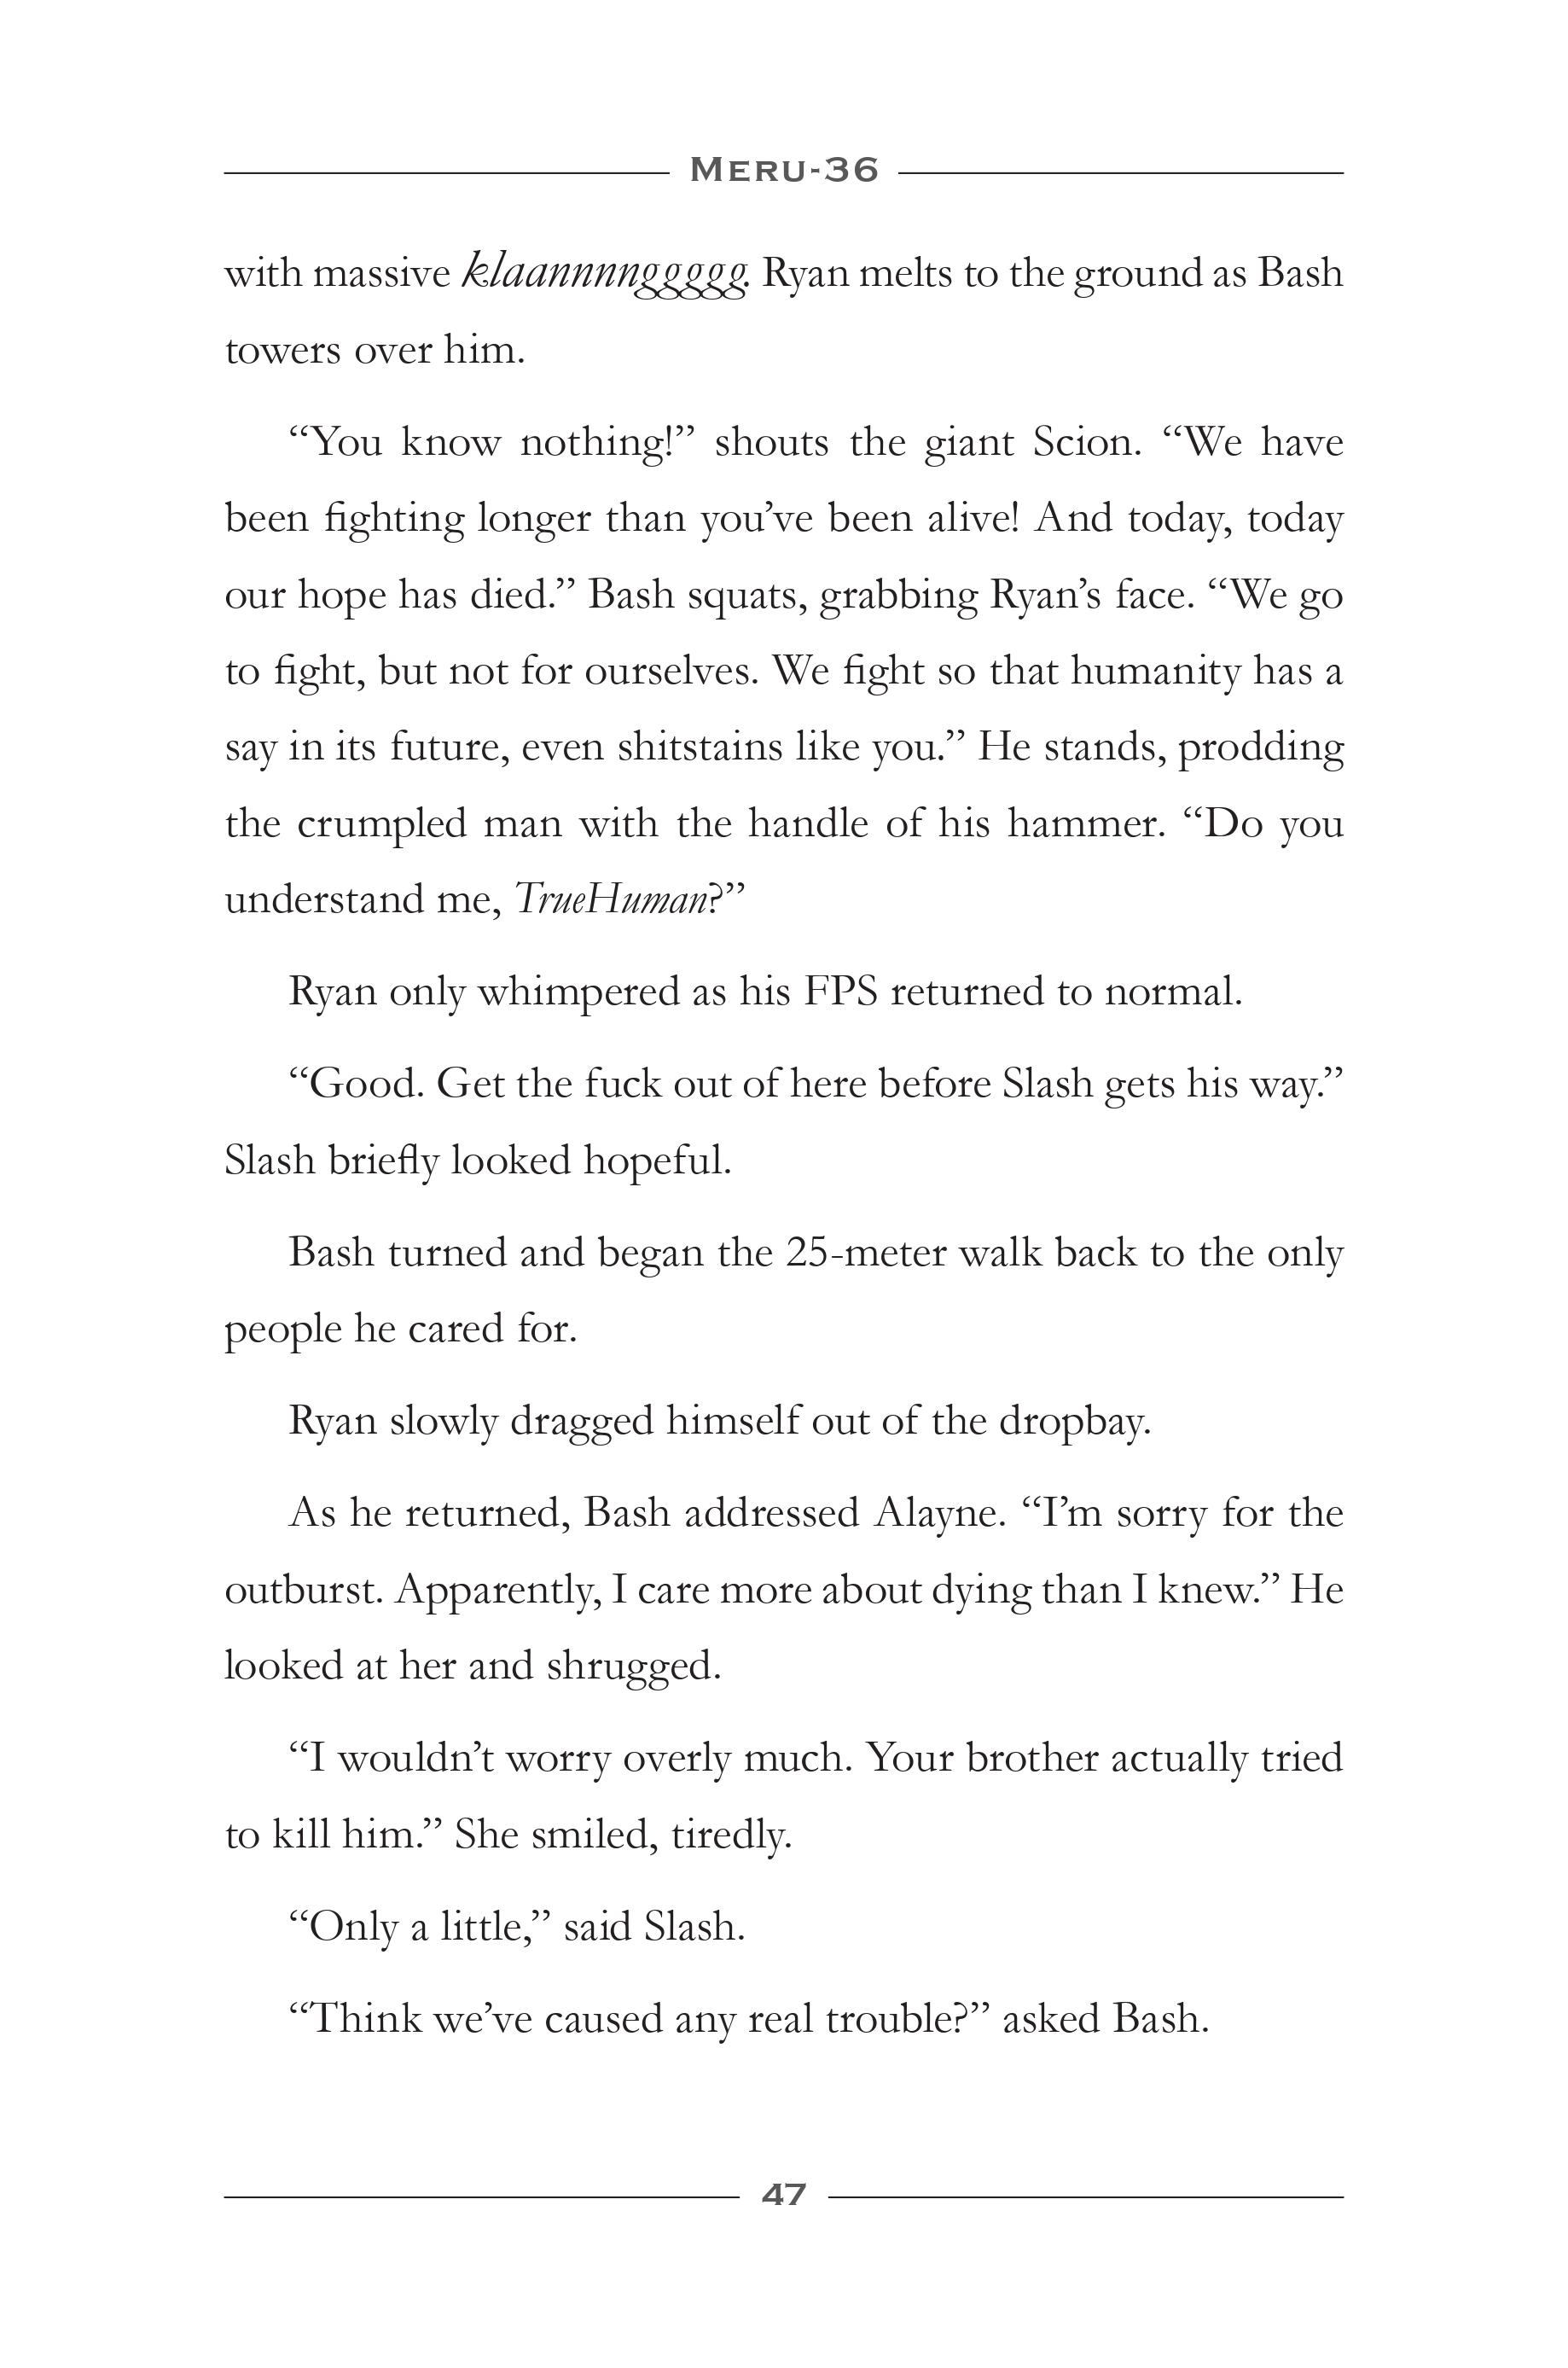 Meru-36
with massive klaannnnggggg. Ryan melts to the ground as Bash
towers over him.
“You know nothing!” shouts the giant Scion. “We have
been fighting longer than you’ve been alive! And today, today
our hope has died.” Bash squats, grabbing Ryan’s face. “We go
to fight, but not for ourselves. We fight so that humanity has a
say in its future, even shitstains like you.” He stands, prodding
the crumpled man with the handle of his hammer. “Do you
understand me, TrueHuman?”
Ryan only whimpered as his FPS returned to normal.
“Good. Get the fuck out of here before Slash gets his way.”
Slash briefly looked hopeful.
Bash turned and began the 25-meter walk back to the only
people he cared for.
Ryan slowly dragged himself out of the dropbay.
As he returned, Bash addressed Alayne. “I’m sorry for the
outburst. Apparently, I care more about dying than I knew.” He
looked at her and shrugged.
“I wouldn’t worry overly much. Your brother actually tried
to kill him.” She smiled, tiredly.
“Only a little,” said Slash.
“Think we’ve caused any real trouble?” asked Bash.
47